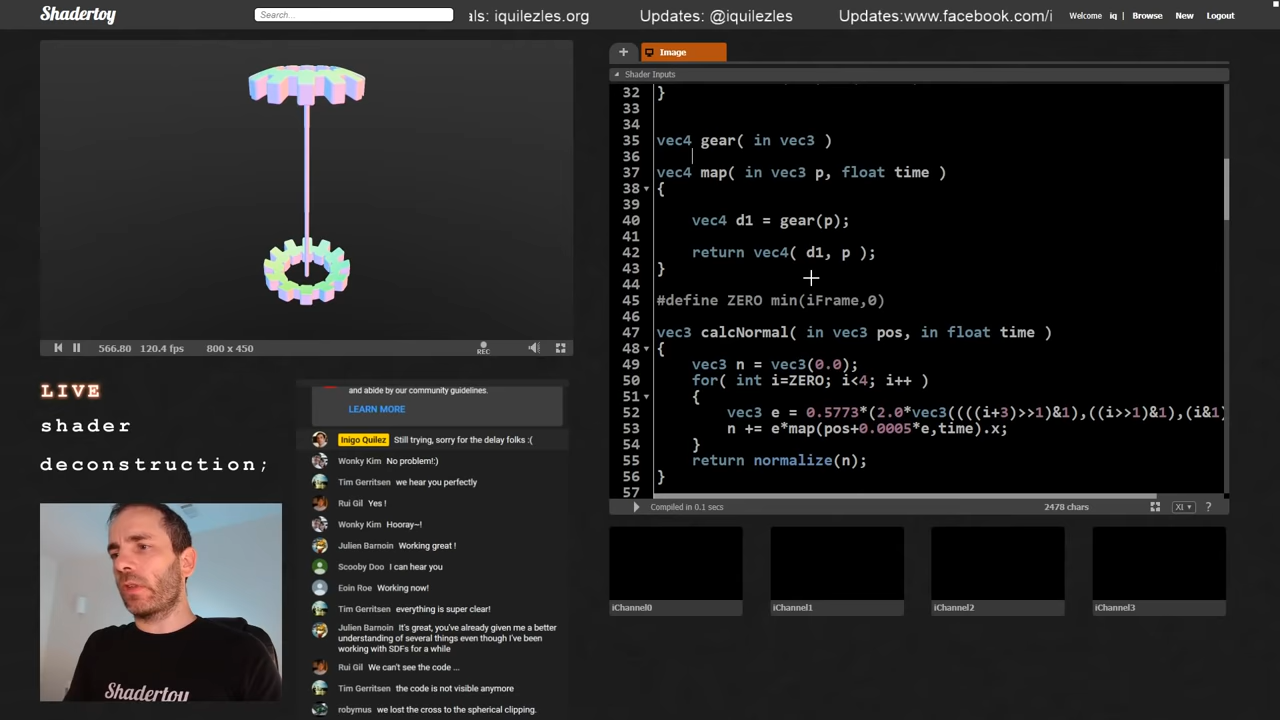 Shadertoy
Search...
als: iquilezles.org Updates: @iquilezles Updates:www.facebook.com/i
Welcome iq | Browse New Logout
+ Image
Shader Inputs
32 }
33
34
35 vec4 gear( in vec3 )
36
37 vec4 map( in vec3 p, float time )
38 {
39
40 vec4 d1 = gear(p);
41
42 return vec4( d1, p );
43 }
44
45 #define ZERO min(iFrame,0)
46
47 vec3 calcNormal( in vec3 pos, in float time )
48 {
49 vec3 n = vec3(0.0);
50 for( int i=ZERO; i<4; i++ )
51 {
52 vec3 e = 0.5773*(2.0*vec3((((i+3)>>1)&1),((i>>1)&1),(i&1)
53 n += e*map(pos+0.0005*e,time).x;
54 }
55 return normalize(n);
56 }
57
Compiled in 0.1 secs
2478 chars
XI ▾ ?
566.80 120.4 fps 800 x 450
REC
LIVE
shader
deconstruction;
and abide by our community guidelines.
LEARN MORE
Inigo Quilez Still trying, sorry for the delay folks :(
Wonky Kim No problem!:)
Tim Gerritsen we hear you perfectly
Rui Gil Yes !
Wonky Kim Hooray~!
Julien Barnoin Working great !
Scooby Doo I can hear you
Eoin Roe Working now!
Tim Gerritsen everything is super clear!
Julien Barnoin It's great, you've already given me a better
understanding of several things even though I've been
working with SDFs for a while
Rui Gil We can't see the code ...
Tim Gerritsen the code is not visible anymore
robymus we lost the cross to the spherical clipping.
iChannel0
iChannel1
iChannel2
iChannel3
Shadertoy